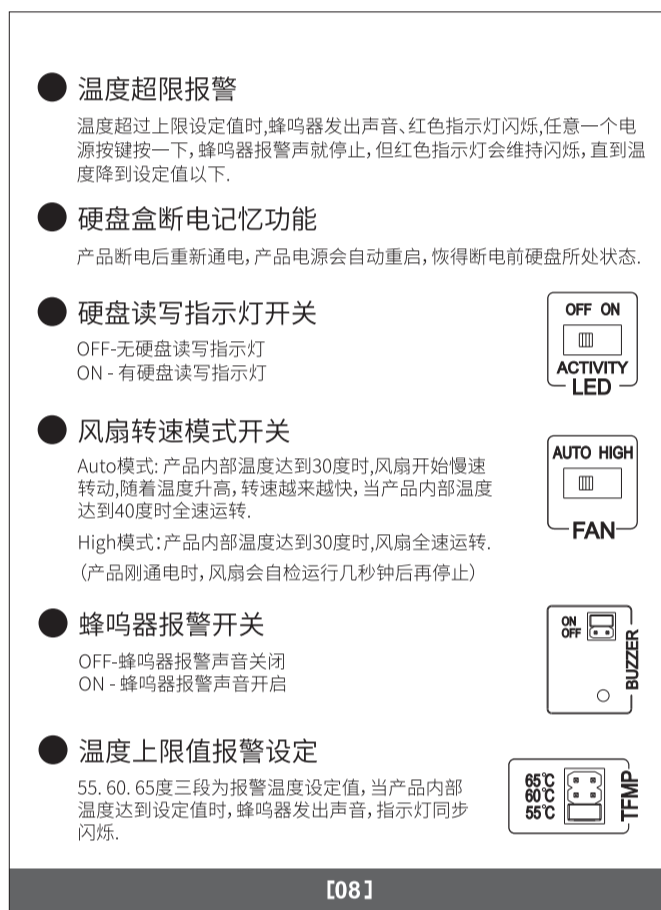 温度超限报警
温度超过上限设定值时,蜂鸣器发出声音、红色指示灯闪烁,任意一个电
源按键按一下，蜂鸣器报警声就停止，但红色指示灯会维持闪烁，直到温
度降到设定值以下.
硬盘盒断电记忆功能
产品断电后重新通电，产品电源会自动重启，恢得断电前硬盘所处状态.
硬盘读写指示灯开关
OFF-无硬盘读写指示灯
ON - 有硬盘读写指示灯
OFF ON
ACTIVITY
LED
风扇转速模式开关
Auto模式: 产品内部温度达到30度时,风扇开始慢速
转动,随着温度升高，转速越来越快，当产品内部温度
达到40度时全速运转.
High模式：产品内部温度达到30度时,风扇全速运转.
（产品刚通电时，风扇会自检运行几秒钟后再停止）
AUTO HIGH
FAN
蜂呜器报警开关
OFF-蜂呜器报警声音关闭
ON - 蜂呜器报警声音开启
ON
OFF
BUZZER
温度上限值报警设定
55. 60. 65度三段为报警温度设定值，当产品内部
温度达到设定值时，蜂鸣器发出声音，指示灯同步
闪烁.
65℃
60℃
55℃
TFMP
[08]